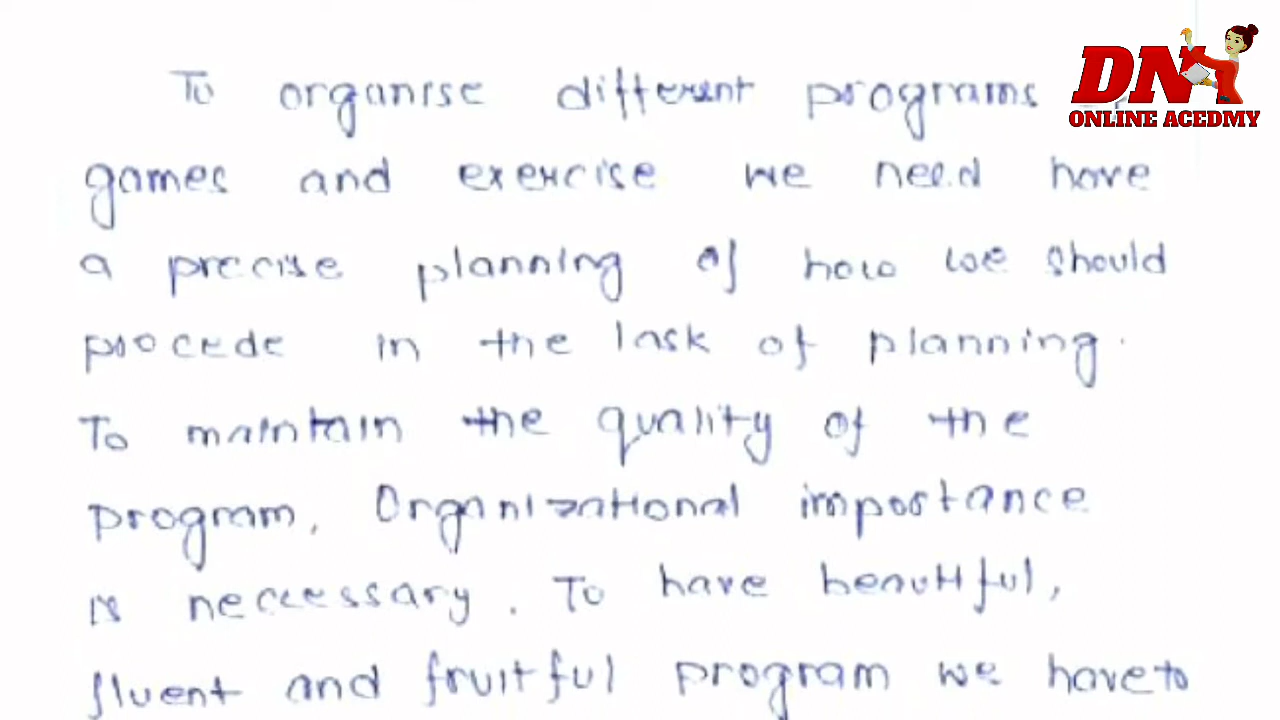 To organise different programs
DN
ONLINE ACEDMY
games and exercise we need have
a precise planning of how we should
procede in the lask of planning.
To maintain the quality of the
program, Organizational importance
is neccessary. To have beautiful,
fluent and fruitful program we have to